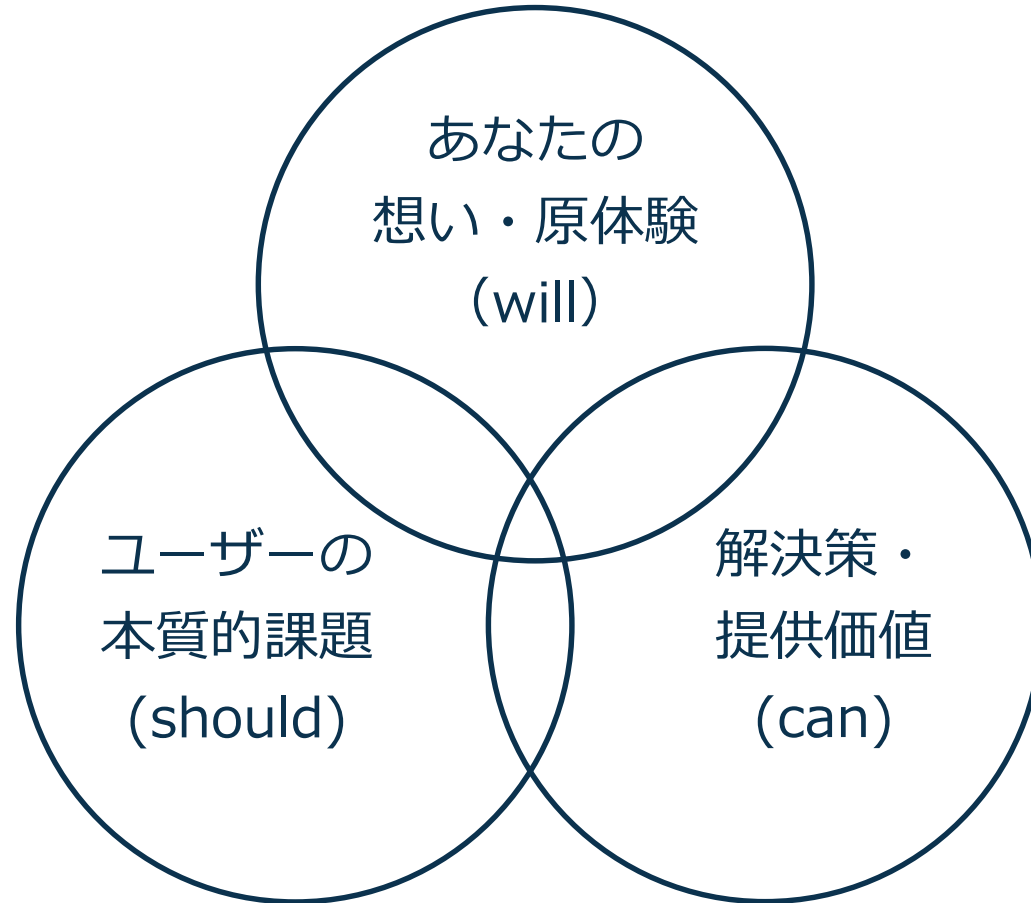 あなたの
想い・原体験
（will）
ユーザーの
本質的課題
（should）
解決策・
提供価値
（can）